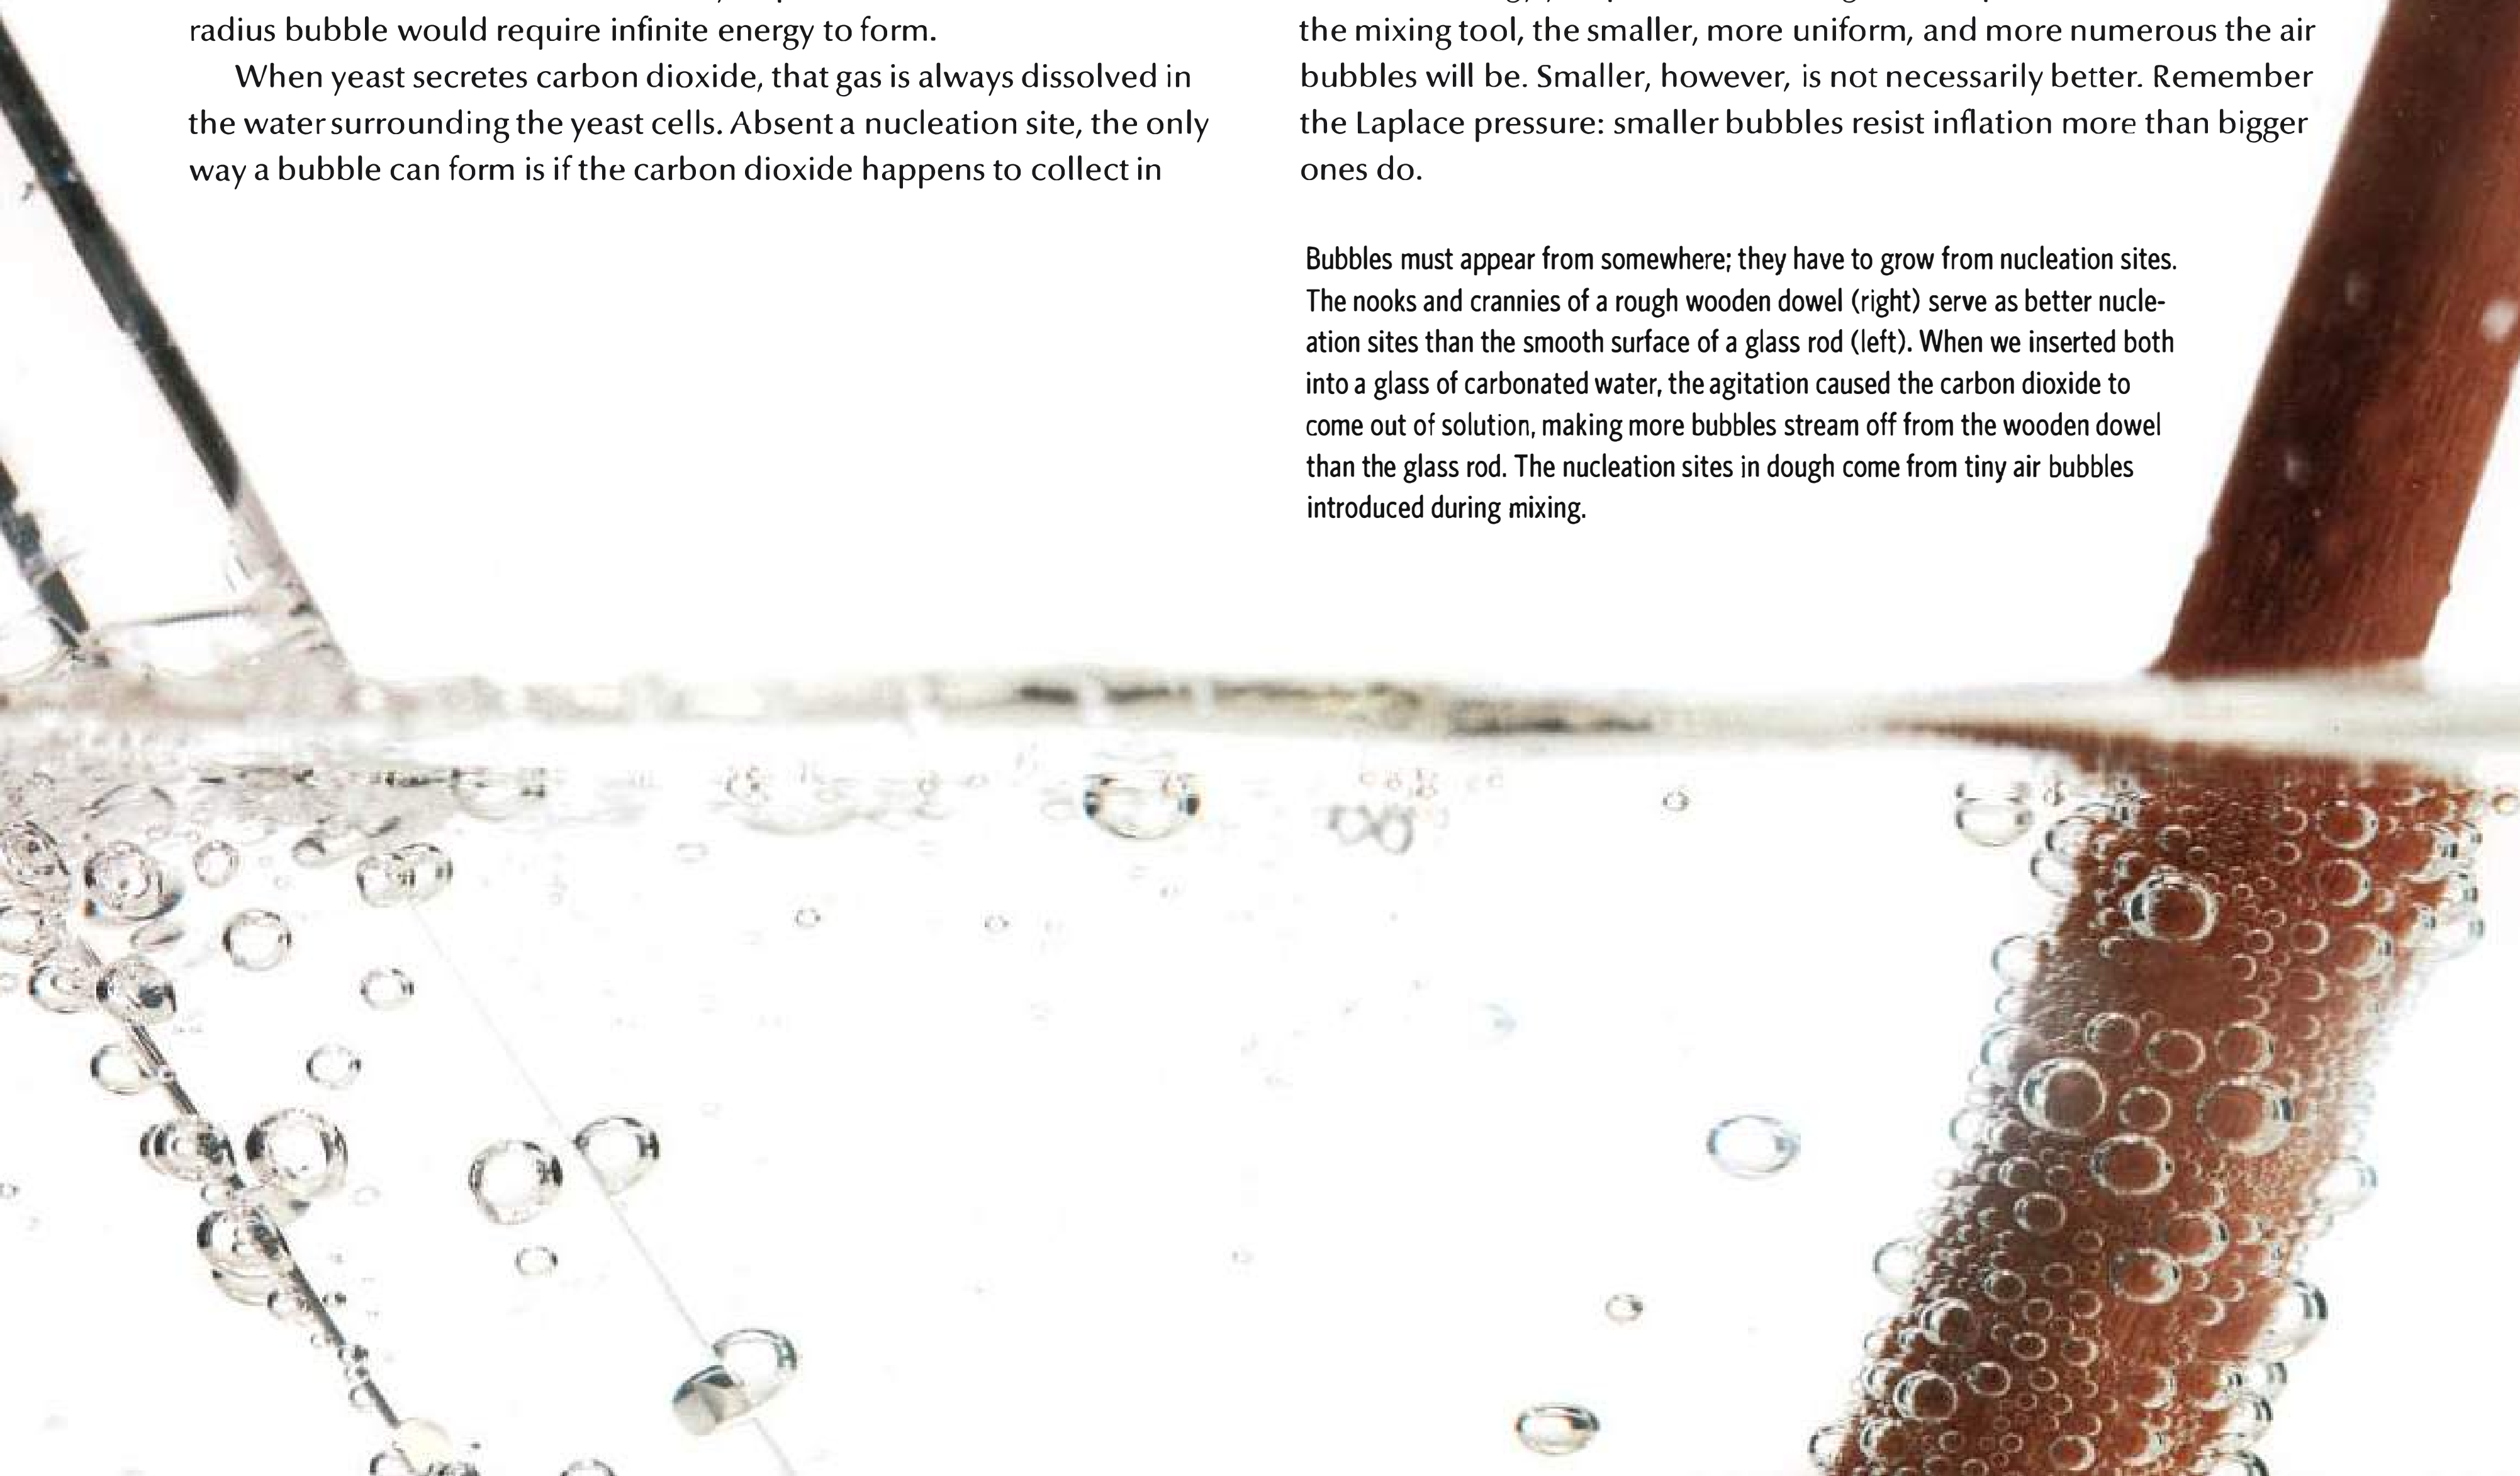 radius bubble would require infinite energy to form.
When yeast secretes carbon dioxide, that gas is always dissolved in
the water surrounding the yeast cells. Absent a nucleation site, the only
way a bubble can form is if the carbon dioxide happens to collect in
the mixing tool, the smaller, more uniform, and more numerous the air
bubbles will be. Smaller, however, is not necessarily better. Remember
the Laplace pressure: smaller bubbles resist inflation more than bigger
ones do.
Bubbles must appear from somewhere; they have to grow from nucleation sites.
The nooks and crannies of a rough wooden dowel (right) serve as better nucle-
ation sites than the smooth surface of a glass rod (left). When we inserted both
into a glass of carbonated water, the agitation caused the carbon dioxide to
come out of solution, making more bubbles stream off from the wooden dowel
than the glass rod. The nucleation sites in dough come from tiny air bubbles
introduced during mixing.